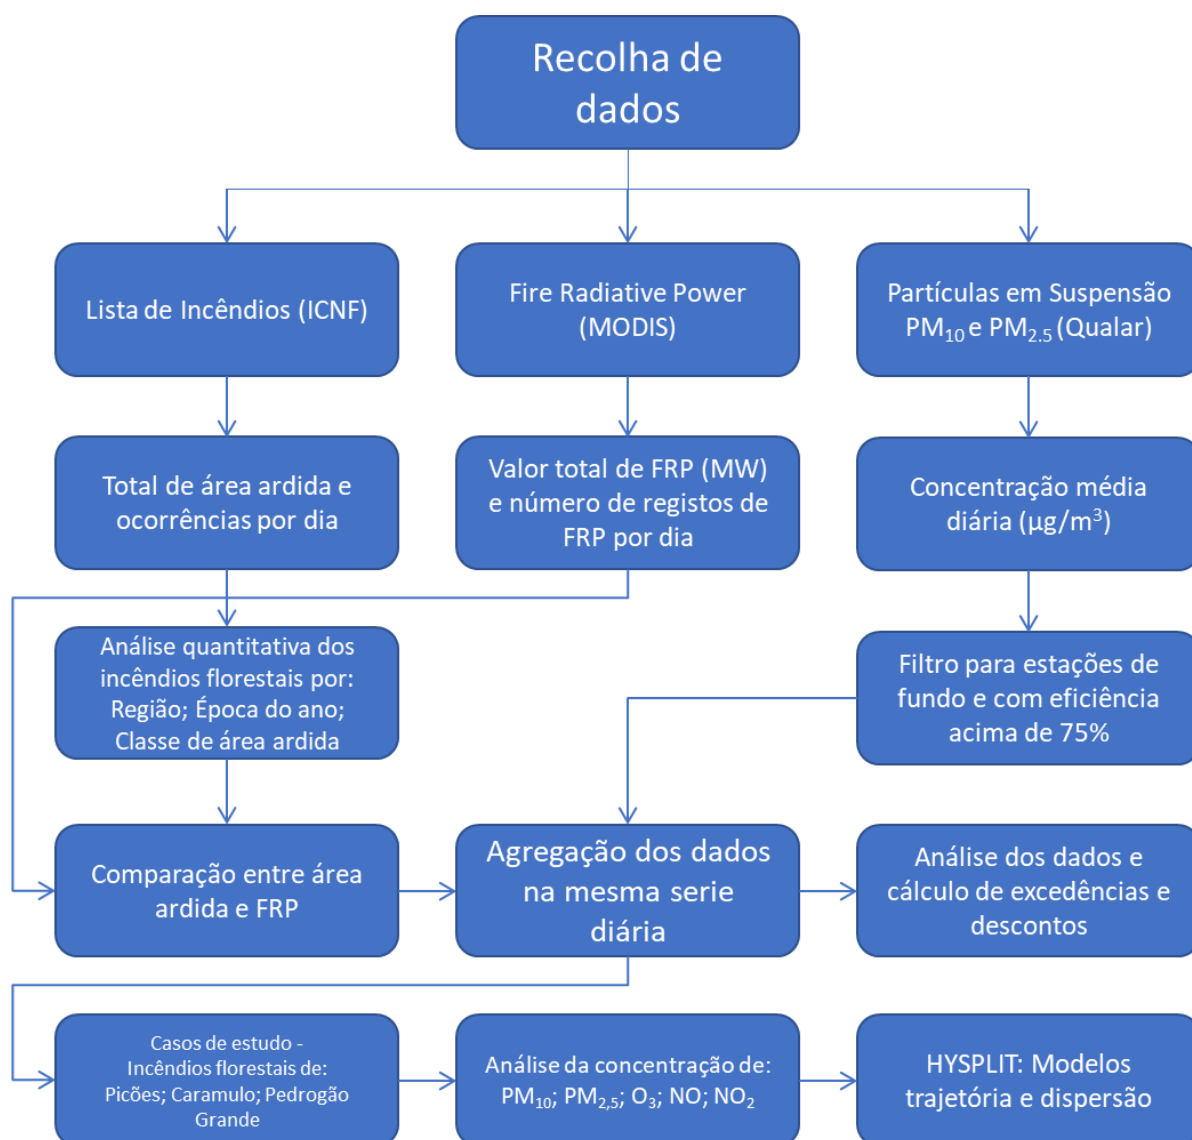 Recolha de
dados
Lista de Incêndios (ICNF)
Fire Radiative Power
(MODIS)
Partículas em Suspensão
PM₁₀ e PM₂.₅ (Qualar)
Total de área ardida e
ocorrências por dia
Valor total de FRP (MW)
e número de registos de
FRP por dia
Concentração média
diária (µg/m³)
Análise quantitativa dos
incêndios florestais por:
Região; Época do ano;
Classe de área ardida
Filtro para estações de
fundo e com eficiência
acima de 75%
Comparação entre área
ardida e FRP
Agregação dos dados
na mesma serie
diária
Análise dos dados e
cálculo de excedências e
descontos
Casos de estudo -
Incêndios florestais de:
Picões; Caramulo; Pedrogão
Grande
Análise da concentração de:
PM₁₀; PM₂,₅; O₃; NO; NO₂
HYSPLIT: Modelos
trajetória e dispersão